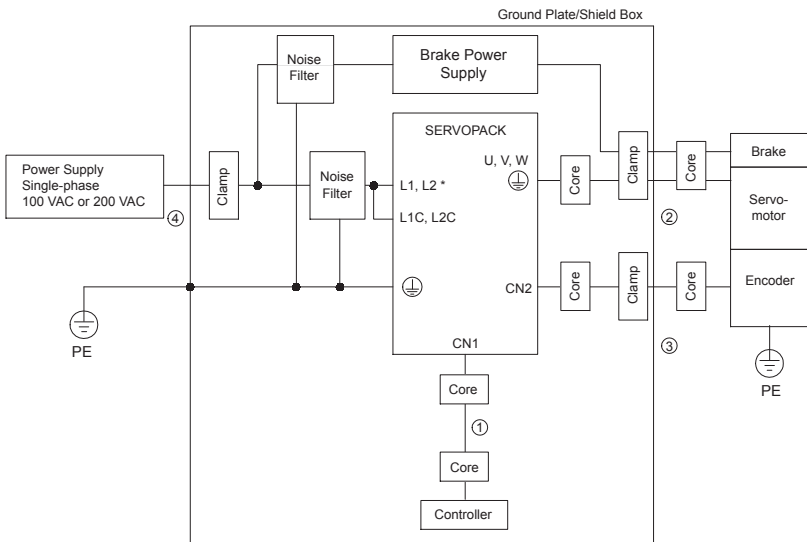 Ground Plate/Shield Box
Noise
Filter
Brake Power
Supply
SERVOPACK
U, V, W
Core
Clamp
Core
Brake
Power Supply
Single-phase
100 VAC or 200 VAC
④
Clamp
Noise
Filter
L1, L2 *
L1C, L2C
②
Servo-
motor
CN2
Core
Clamp
Core
Encoder
PE
CN1
③
PE
Core
①
Core
Controller